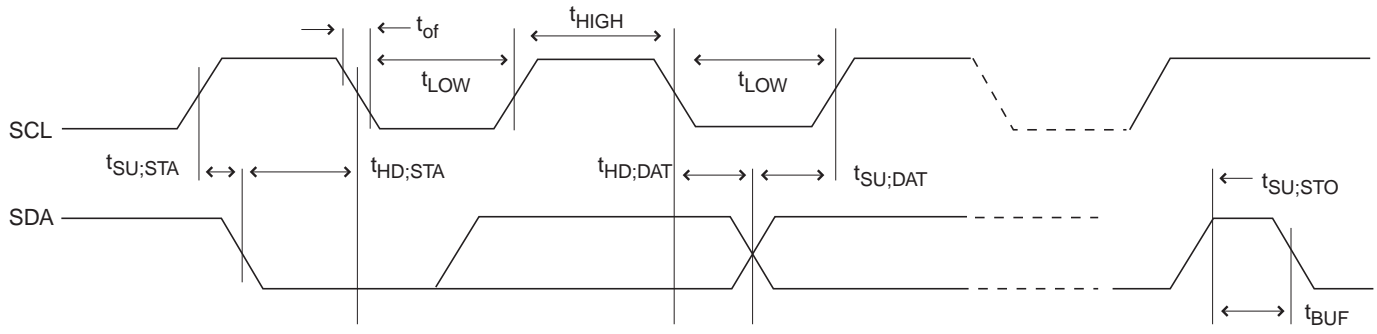 t_of
t_HIGH
t_LOW
t_LOW
SCL
t_SU;STA
t_HD;STA
t_HD;DAT
t_SU;DAT
t_SU;STO
SDA
t_BUF